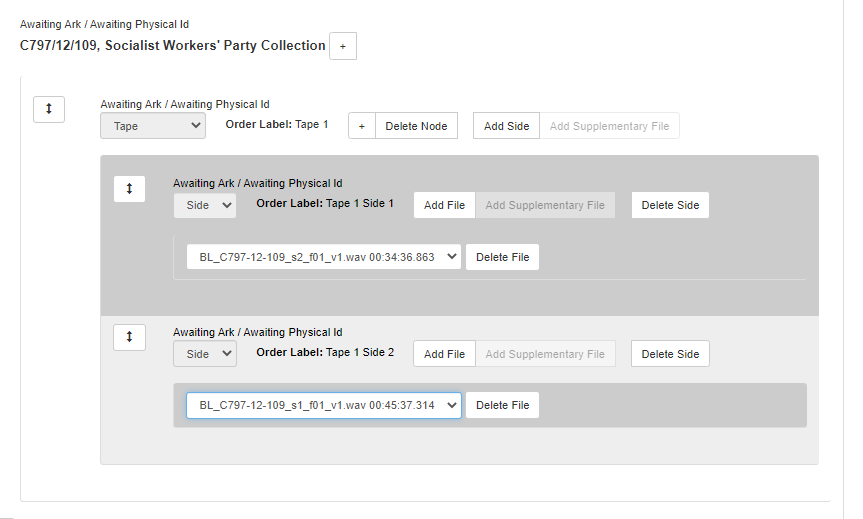 Awaiting Ark / Awaiting Physical Id
C797/12/109, Socialist Workers' Party Collection +
Awaiting Ark / Awaiting Physical Id
Tape Order Label: Tape 1 + Delete Node Add Side Add Supplementary File
Awaiting Ark / Awaiting Physical Id
Side Order Label: Tape 1 Side 1 Add File Add Supplementary File Delete Side
BL_C797-12-109_s2_f01_v1.wav 00:34:36.863 Delete File
Awaiting Ark / Awaiting Physical Id
Side Order Label: Tape 1 Side 2 Add File Add Supplementary File Delete Side
BL_C797-12-109_s1_f01_v1.wav 00:45:37.314 Delete File